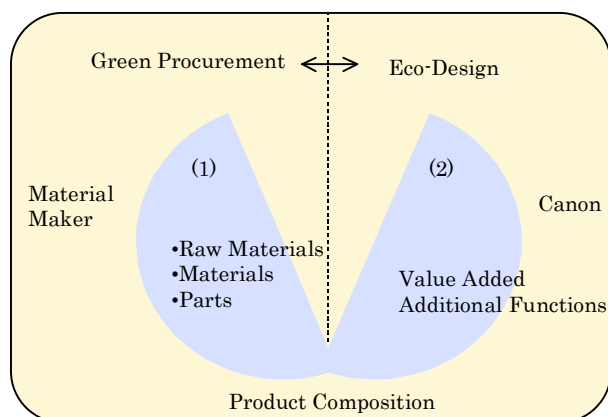 Green Procurement
Eco-Design
(1)
(2)
Material
Maker
Canon
•Raw Materials
•Materials
•Parts
Value Added
Additional Functions
Product Composition